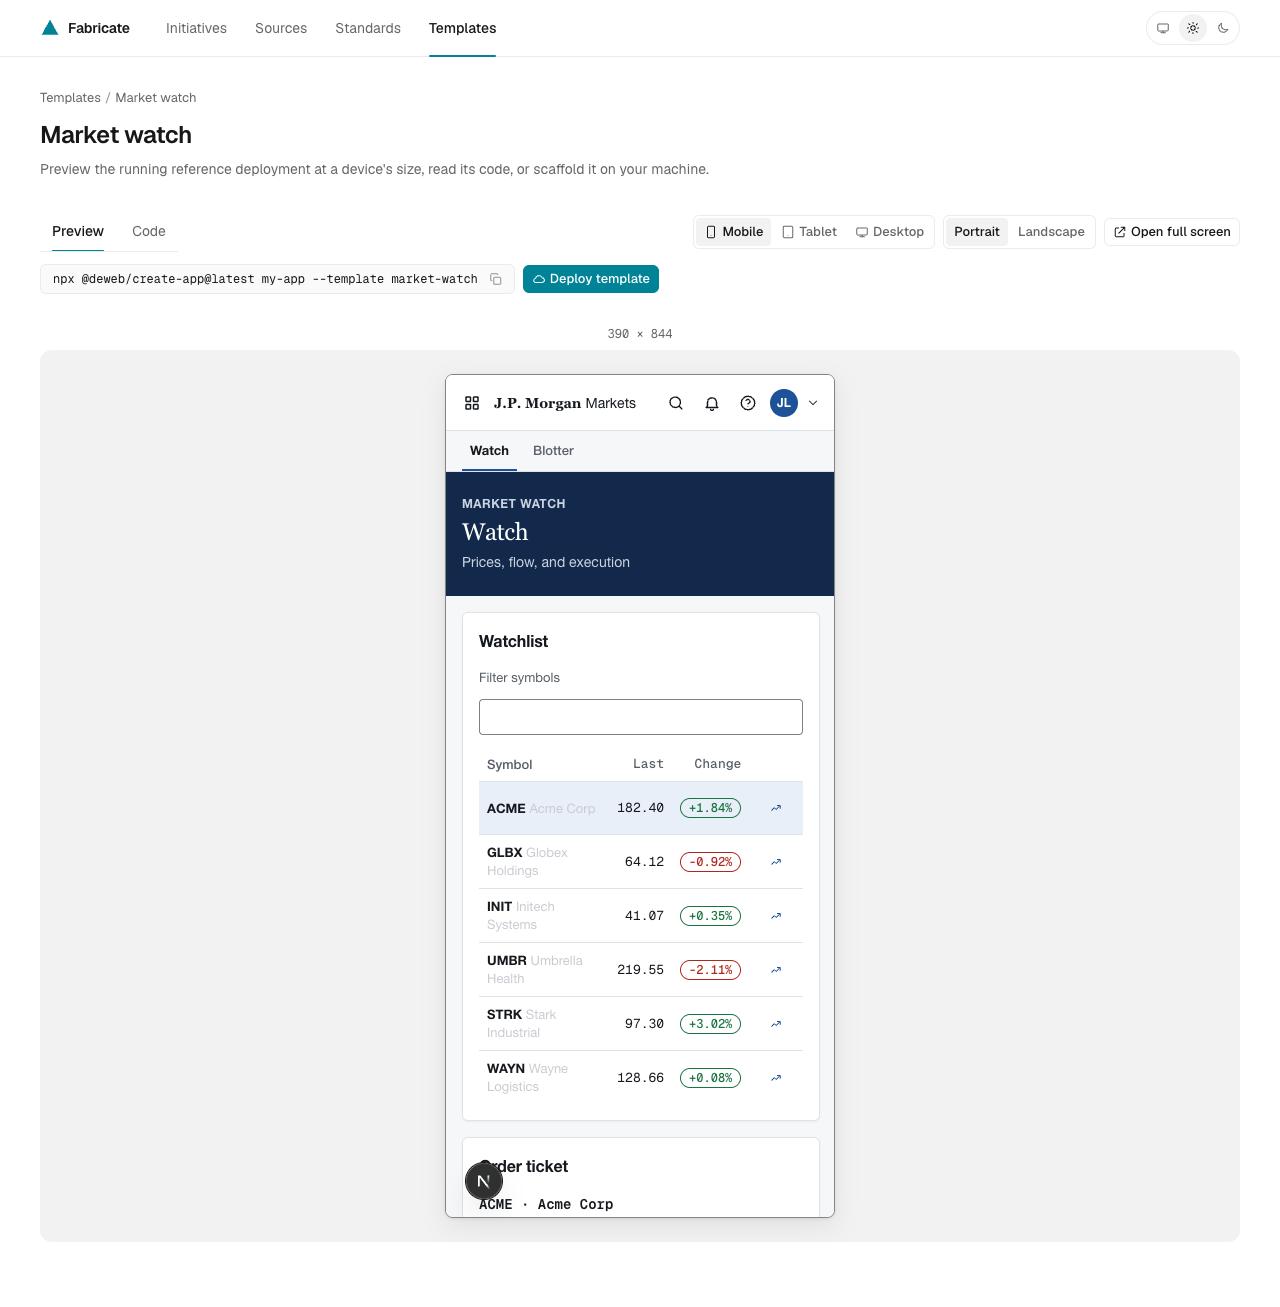 Fabricate
Initiatives
Sources
Standards
Templates
Templates / Market watch
Market watch
Preview the running reference deployment at a device's size, read its code, or scaffold it on your machine.
Preview
Code
Mobile
Tablet
Desktop
Portrait
Landscape
Open full screen
npx @deweb/create-app@latest my-app --template market-watch
Deploy template
390 × 844
J.P. Morgan Markets
JL
Watch
Blotter
MARKET WATCH
Watch
Prices, flow, and execution
Watchlist
Filter symbols
Symbol Last Change
ACME Acme Corp 182.40 +1.84%
GLBX Globex Holdings 64.12 -0.92%
INIT Initech Systems 41.07 +0.35%
UMBR Umbrella Health 219.55 -2.11%
STRK Stark Industrial 97.30 +3.02%
WAYN Wayne Logistics 128.66 +0.08%
Order ticket
N
ACME · Acme Corp